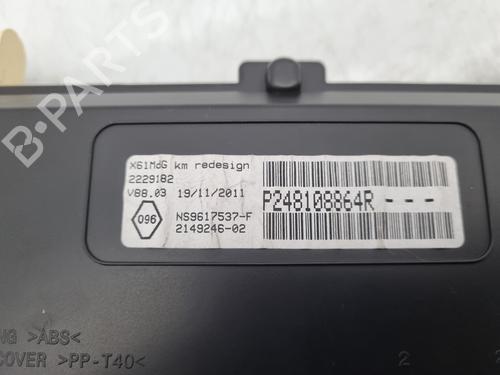 X61MdG km redesign
2229182
V88.03 19/11/2011
P248108864R---
096
NS9617537-F
2149246-02
NG >ABS<
COVER >PP-T40<
2
B-PARTS